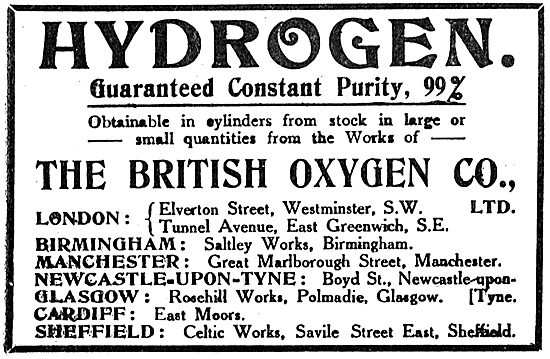 HYDROGEN.
Guaranteed Constant Purity, 99%
Obtainable in cylinders from stock in large or
small quantities from the Works of
THE BRITISH OXYGEN CO.,
LTD.
LONDON: { Elverton Street, Westminster, S.W.
Tunnel Avenue, East Greenwich, S.E.
BIRMINGHAM: Saltley Works, Birmingham.
MANCHESTER: Great Marlborough Street, Manchester.
NEWCASTLE-UPON-TYNE: Boyd St., Newcastle-upon-
GLASGOW: Rosehill Works, Polmadie, Glasgow. [Tyne.
CARDIFF: East Moors.
SHEFFIELD: Celtic Works, Savile Street East, Sheffield.